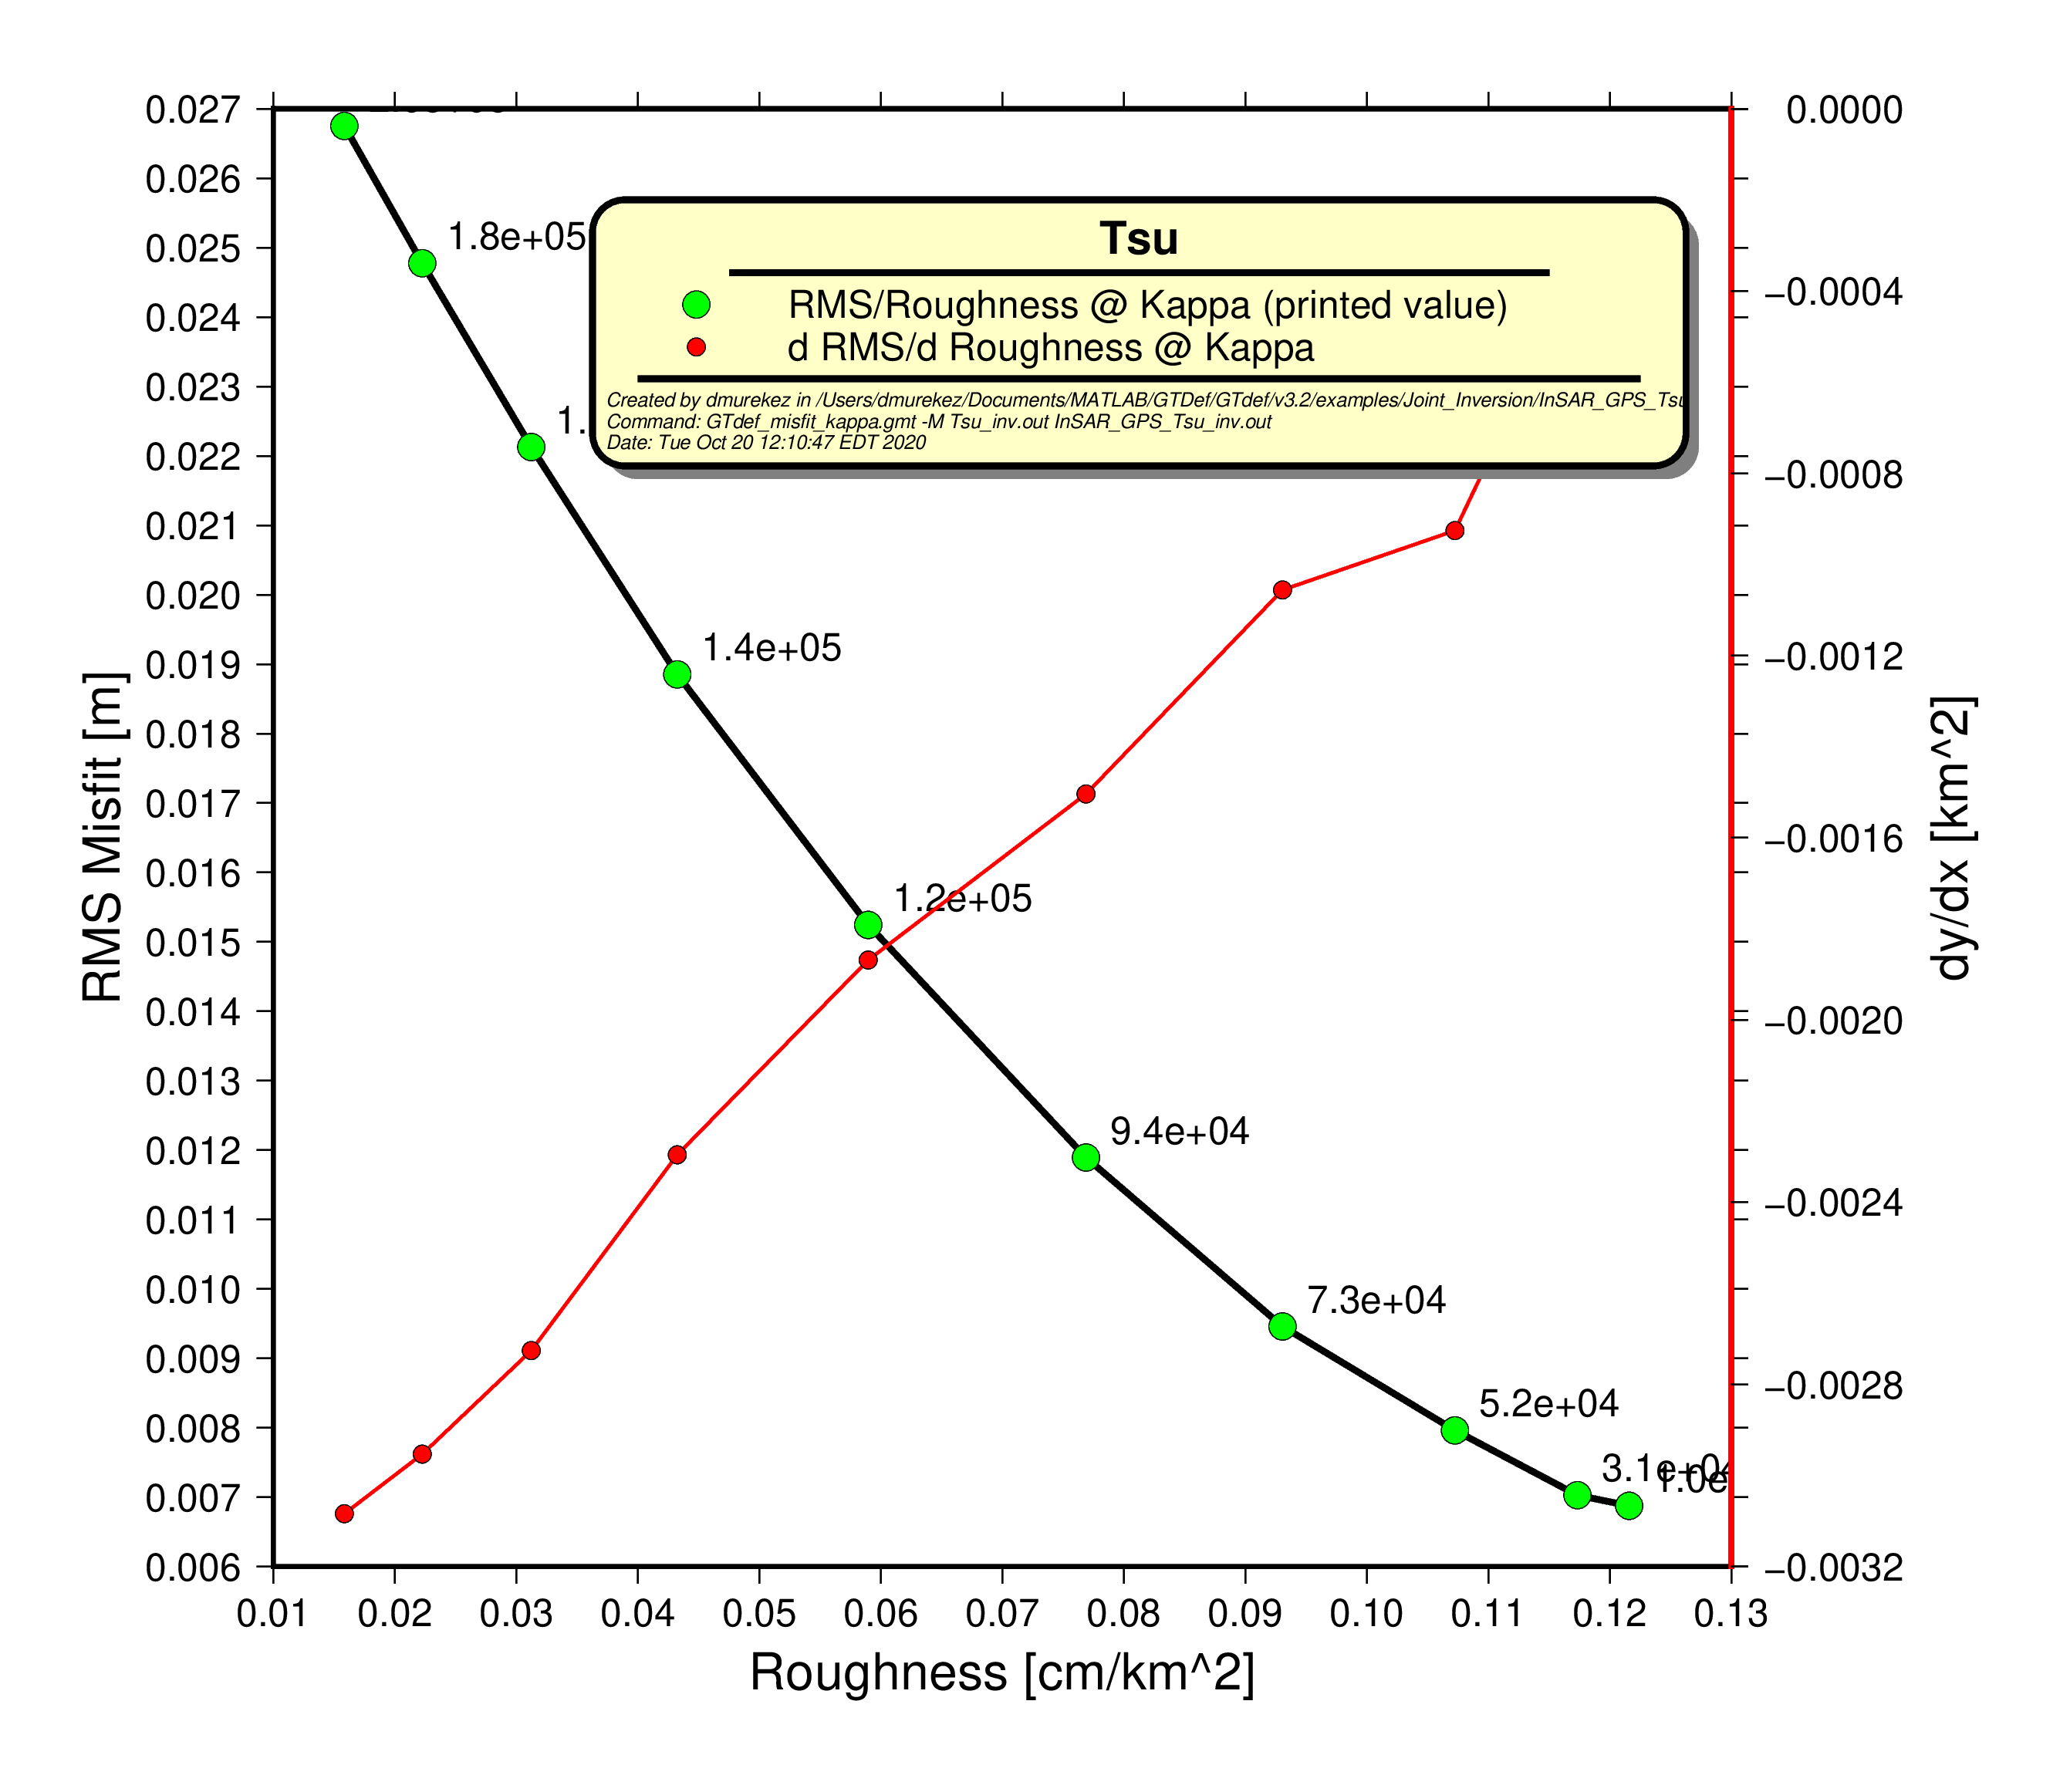 0.027
0.026
0.025
0.024
0.023
0.022
0.021
0.020
0.019
0.018
0.017
0.016
0.015
0.014
0.013
0.012
0.011
0.010
0.009
0.008
0.007
0.006
RMS Misfit [m]
1.8e+05
1.
1.4e+05
1.2e+05
9.4e+04
7.3e+04
5.2e+04
3.1e+04
1.0e
Tsu
RMS/Roughness @ Kappa (printed value)
d RMS/d Roughness @ Kappa
Created by dmurekez in /Users/dmurekez/Documents/MATLAB/GTDef/GTdef/v3.2/examples/Joint_Inversion/InSAR_GPS_Tsu
Command: GTdef_misfit_kappa.gmt -M Tsu_inv.out InSAR_GPS_Tsu_inv.out
Date: Tue Oct 20 12:10:47 EDT 2020
0.0000
−0.0004
−0.0008
−0.0012
−0.0016
−0.0020
−0.0024
−0.0028
−0.0032
dy/dx [km^2]
0.01 0.02 0.03 0.04 0.05 0.06 0.07 0.08 0.09 0.10 0.11 0.12 0.13
Roughness [cm/km^2]